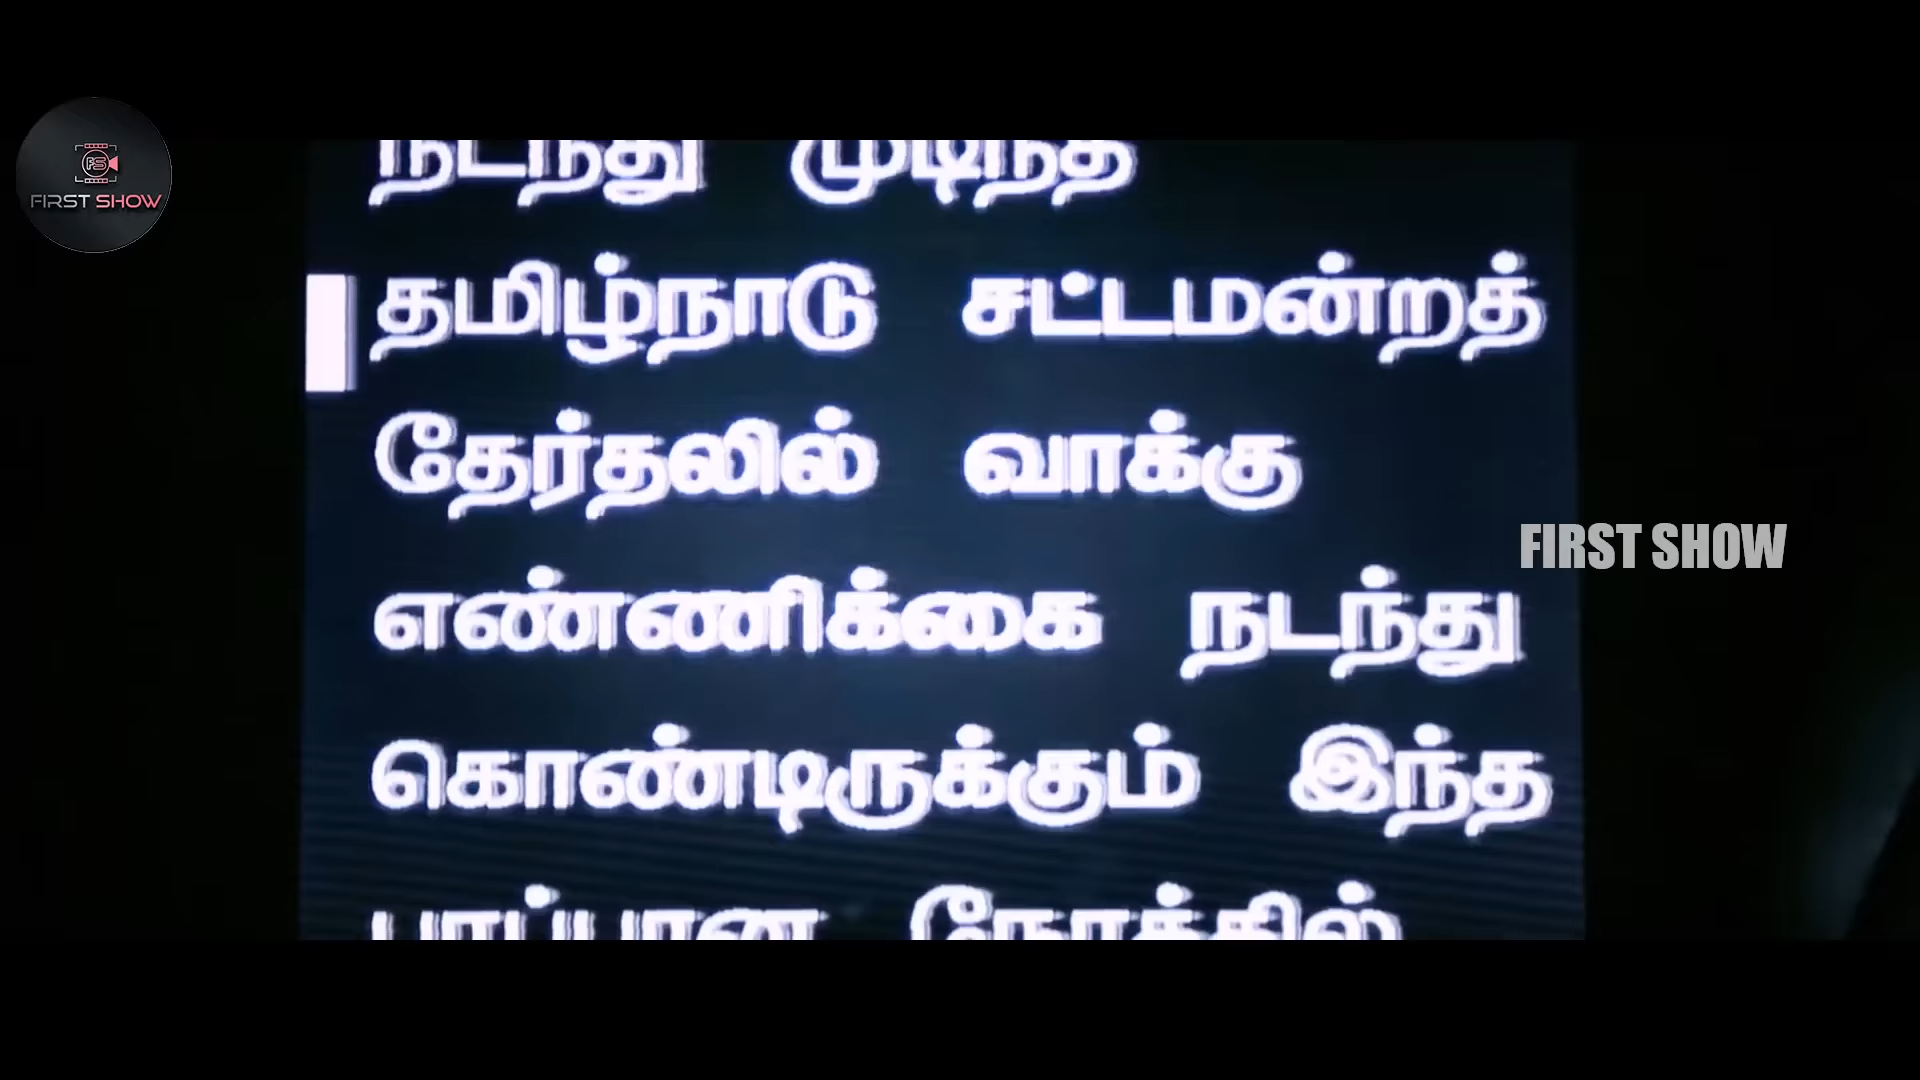 FIRST SHOW
நடந்து முடிந்த
தமிழ்நாடு சட்டமன்றத்
தேர்தலில் வாக்கு
எண்ணிக்கை நடந்து
FIRST SHOW
கொண்டிருக்கும் இந்த